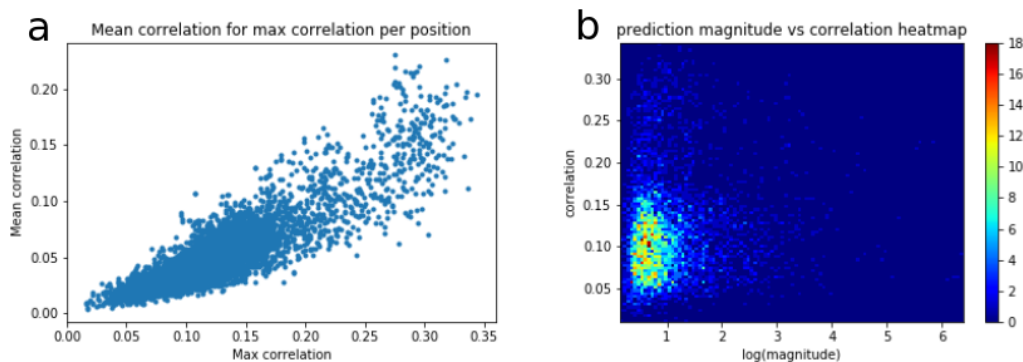 a
Mean correlation for max correlation per position
Mean correlation
0.20
0.15
0.10
0.05
0.00
0.00 0.05 0.10 0.15 0.20 0.25 0.30 0.35
Max correlation
b
prediction magnitude vs correlation heatmap
correlation
0.30
0.25
0.20
0.15
0.10
0.05
1 2 3 4 5 6
log(magnitude)
18
16
14
12
10
8
6
4
2
0